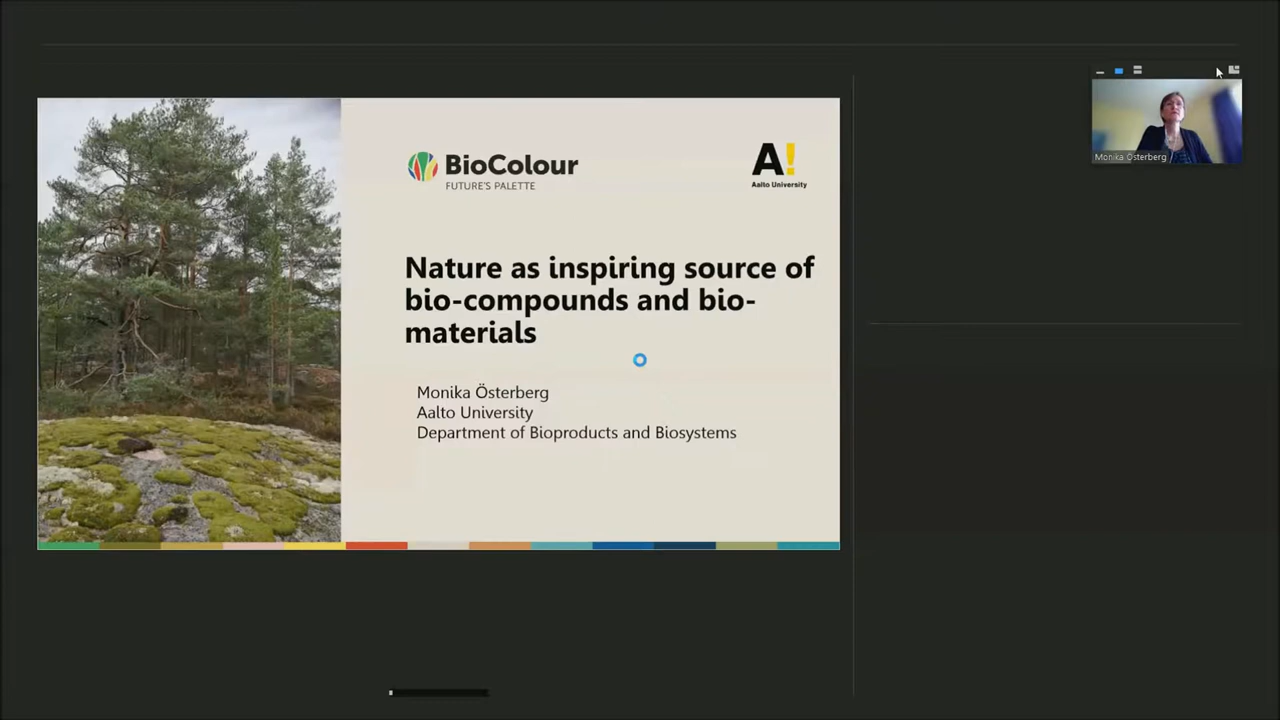 BioColour
FUTURE'S PALETTE
A!
Aalto University
Nature as inspiring source of
bio-compounds and bio-
materials
Monika Österberg
Aalto University
Department of Bioproducts and Biosystems
Monika Österberg